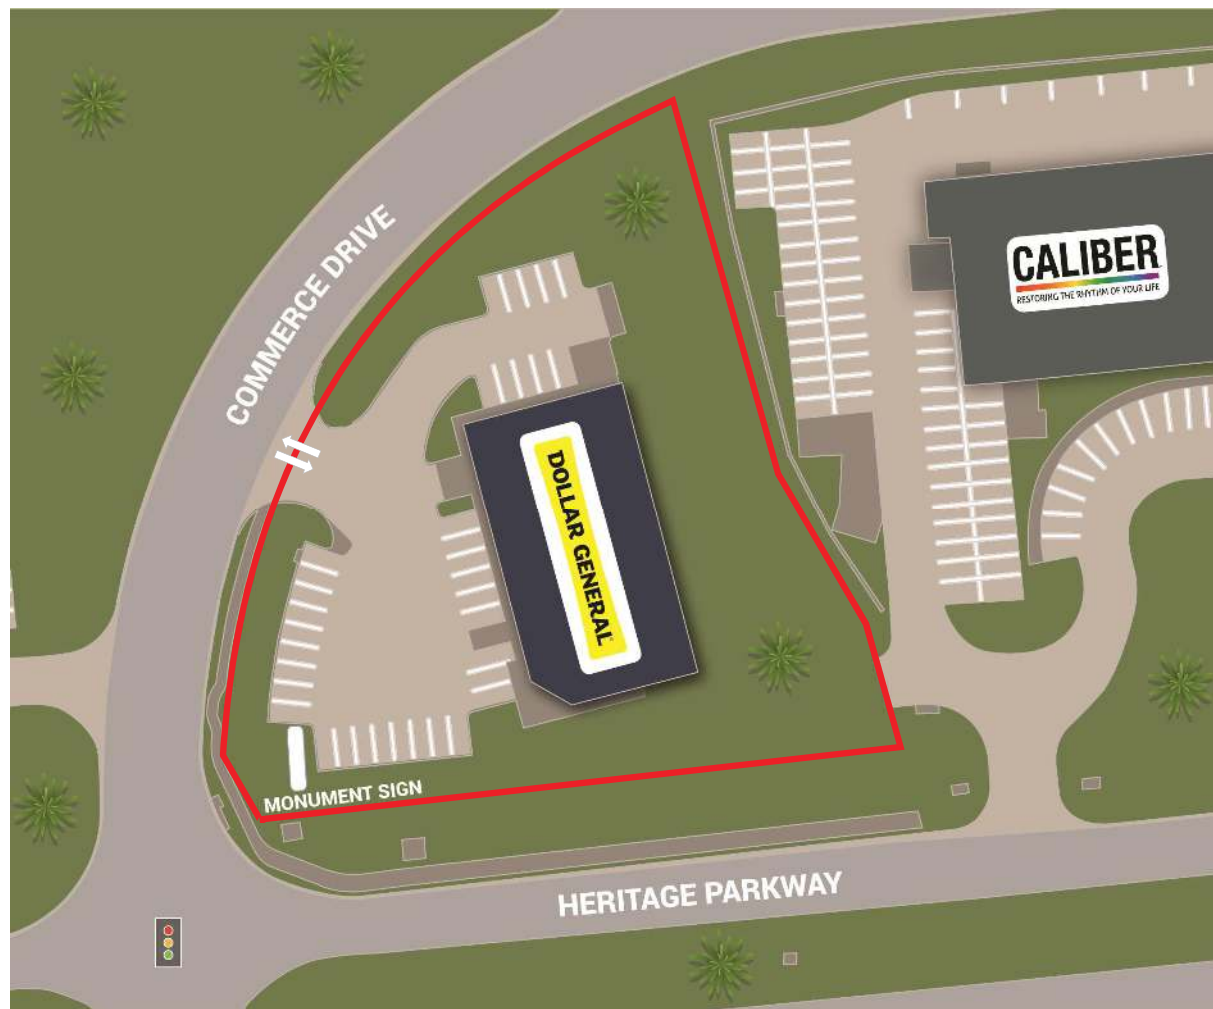 COMMERCE DRIVE
CALIBER
RESTORING THE RHYTHM OF YOUR LIFE
DOLLAR GENERAL
MONUMENT SIGN
HERITAGE PARKWAY